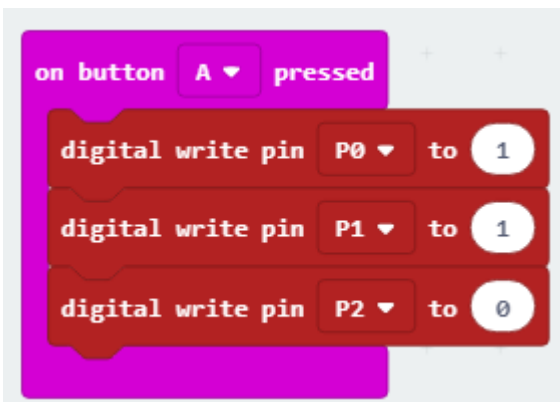 on button A pressed
digital write pin P0 to 1
digital write pin P1 to 1
digital write pin P2 to 0